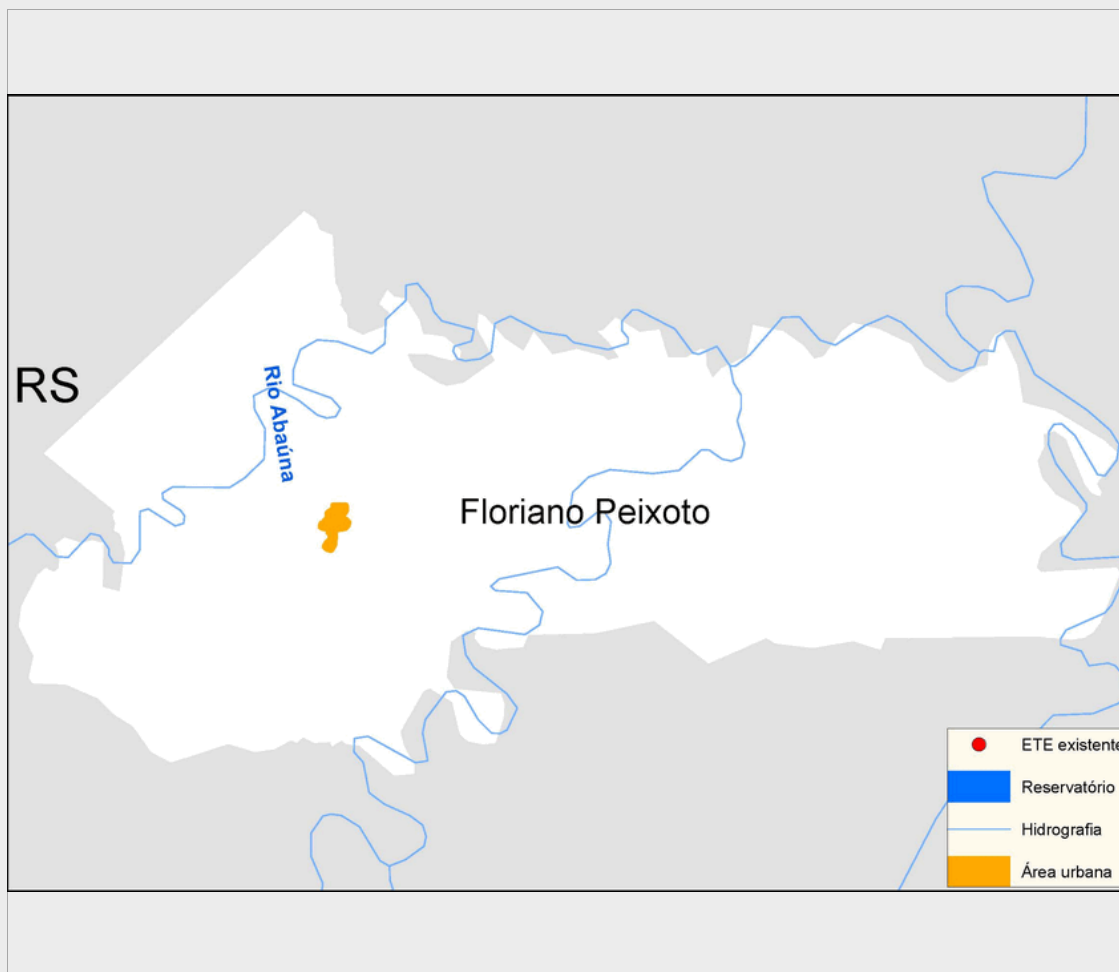 RS
Rio Abaúna
Floriano Peixoto
ETE existente
Reservatório
Hidrografia
Área urbana